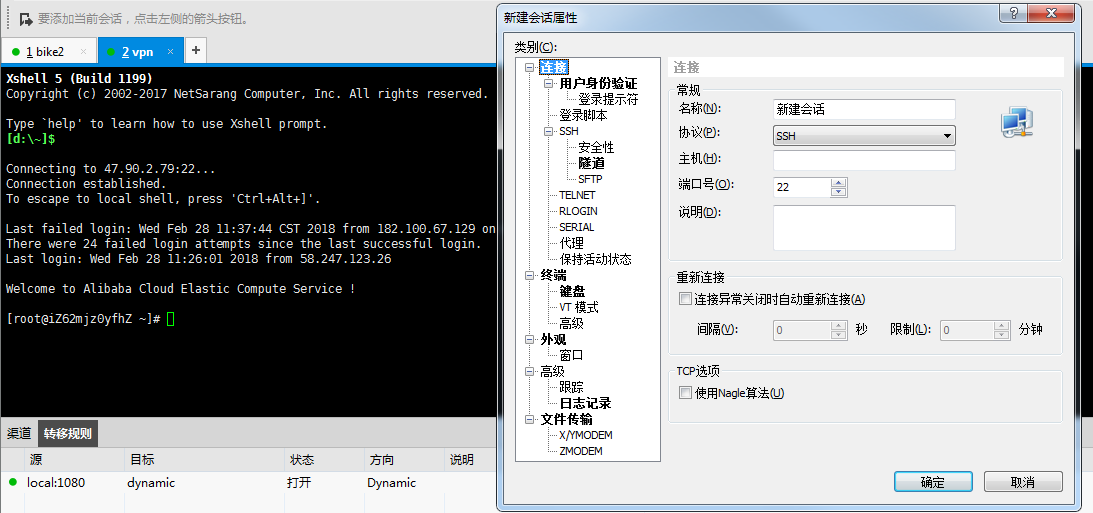 要添加当前会话，点击左侧的箭头按钮。
1 bike2 × 2 vpn × +
Xshell 5 (Build 1199)
Copyright (c) 2002-2017 NetSarang Computer, Inc. All rights reserved.
Type `help' to learn how to use Xshell prompt.
[d:\~]$
Connecting to 47.90.2.79:22...
Connection established.
To escape to local shell, press 'Ctrl+Alt+]'.
Last failed login: Wed Feb 28 11:37:44 CST 2018 from 182.100.67.129 on
There were 24 failed login attempts since the last successful login.
Last login: Wed Feb 28 11:26:01 2018 from 58.247.123.26
Welcome to Alibaba Cloud Elastic Compute Service !
[root@iZ62mjz0yfhZ ~]#
渠道 转移规则
源 目标 状态 方向 说明
local:1080 dynamic 打开 Dynamic
新建会话属性
类别(C):
连接
用户身份验证
登录提示符
登录脚本
SSH
安全性
隧道
SFTP
TELNET
RLOGIN
SERIAL
代理
保持活动状态
终端
键盘
VT 模式
高级
外观
窗口
高级
跟踪
日志记录
文件传输
X/YMODEM
ZMODEM
连接
常规
名称(N): 新建会话
协议(P): SSH
主机(H):
端口号(O): 22
说明(D):
重新连接
连接异常关闭时自动重新连接(A)
间隔(V): 0 秒 限制(L): 0 分钟
TCP选项
使用Nagle算法(U)
确定 取消